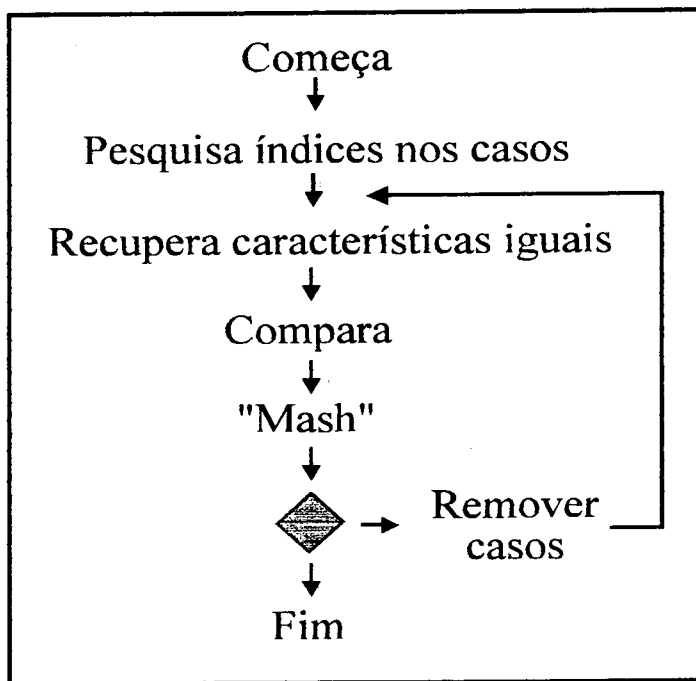 Começa
Pesquisa índices nos casos
Recupera características iguais
Compara
"Mash"
Remover
casos
Fim